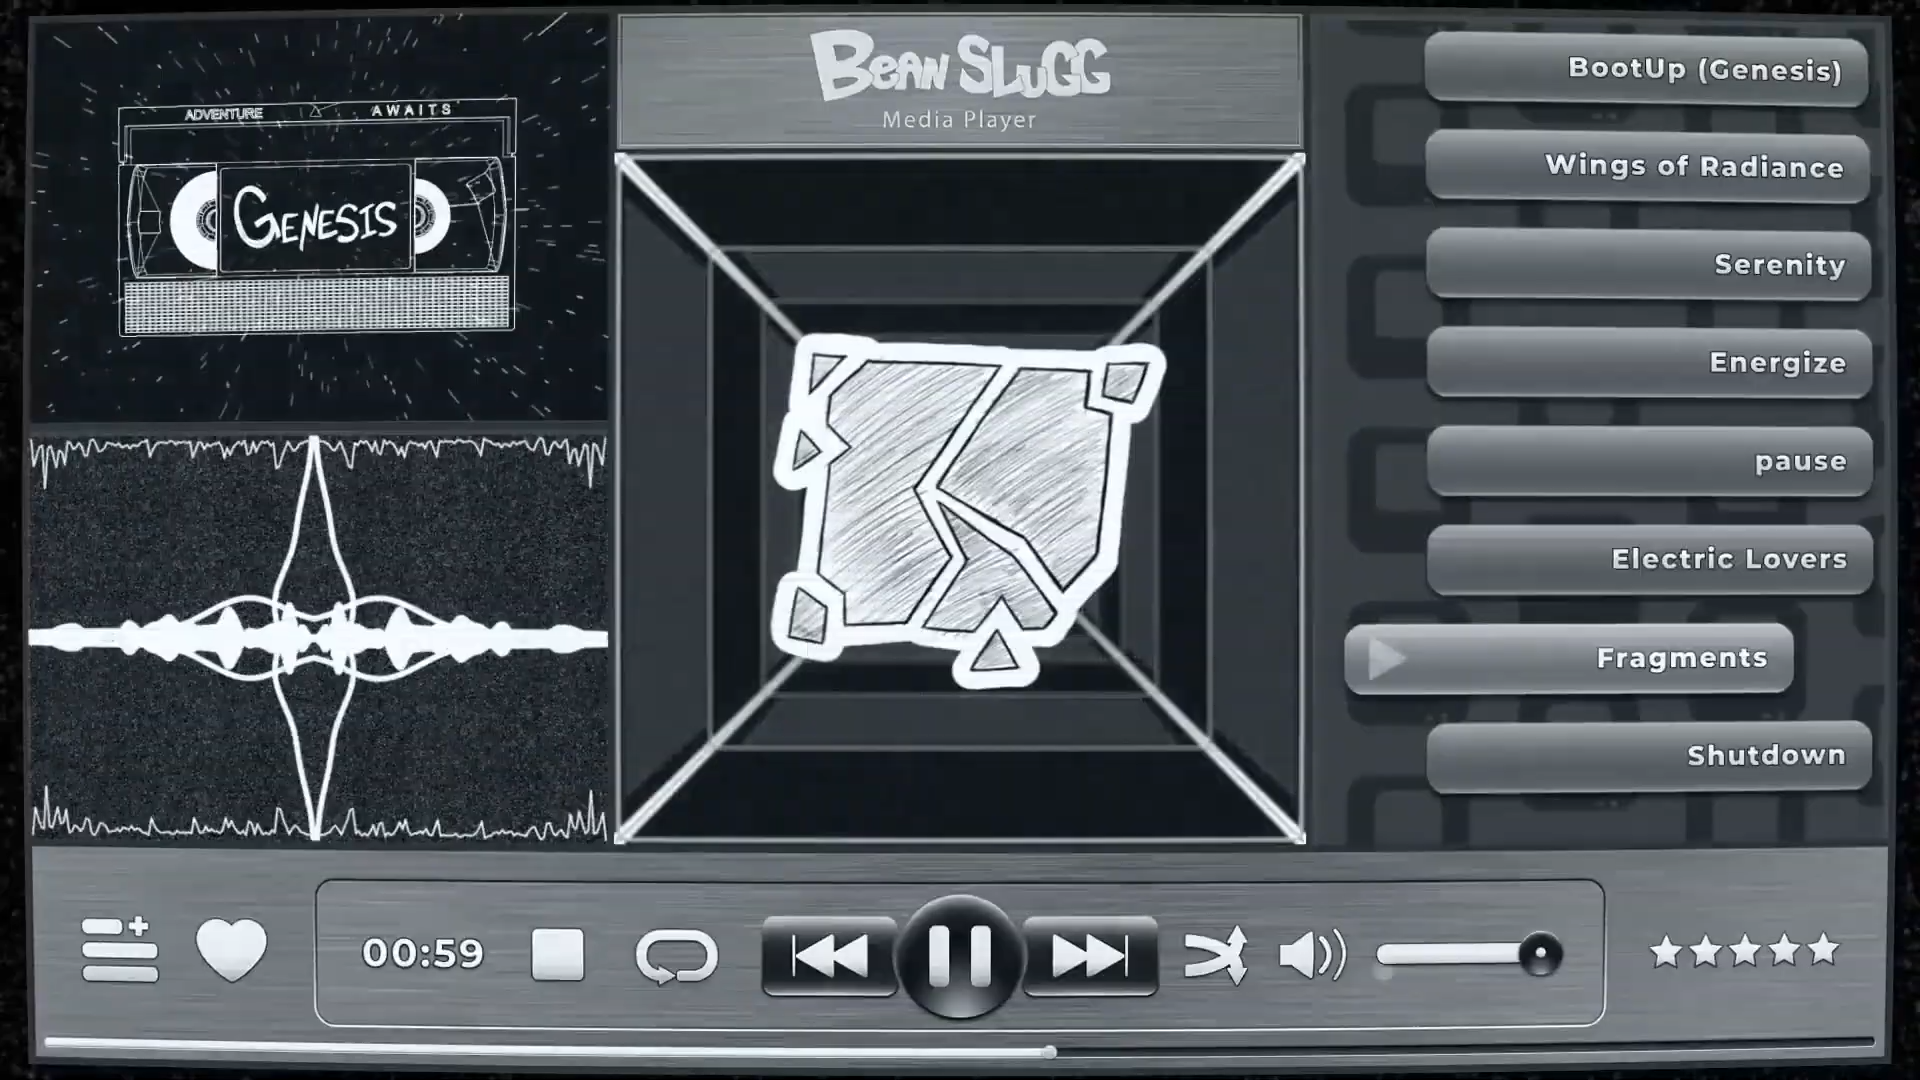 ADVENTURE AWAITS
GENESIS
BEAN SLUGG
Media Player
BootUp (Genesis)
Wings of Radiance
Serenity
Energize
pause
Electric Lovers
Fragments
Shutdown
00:59